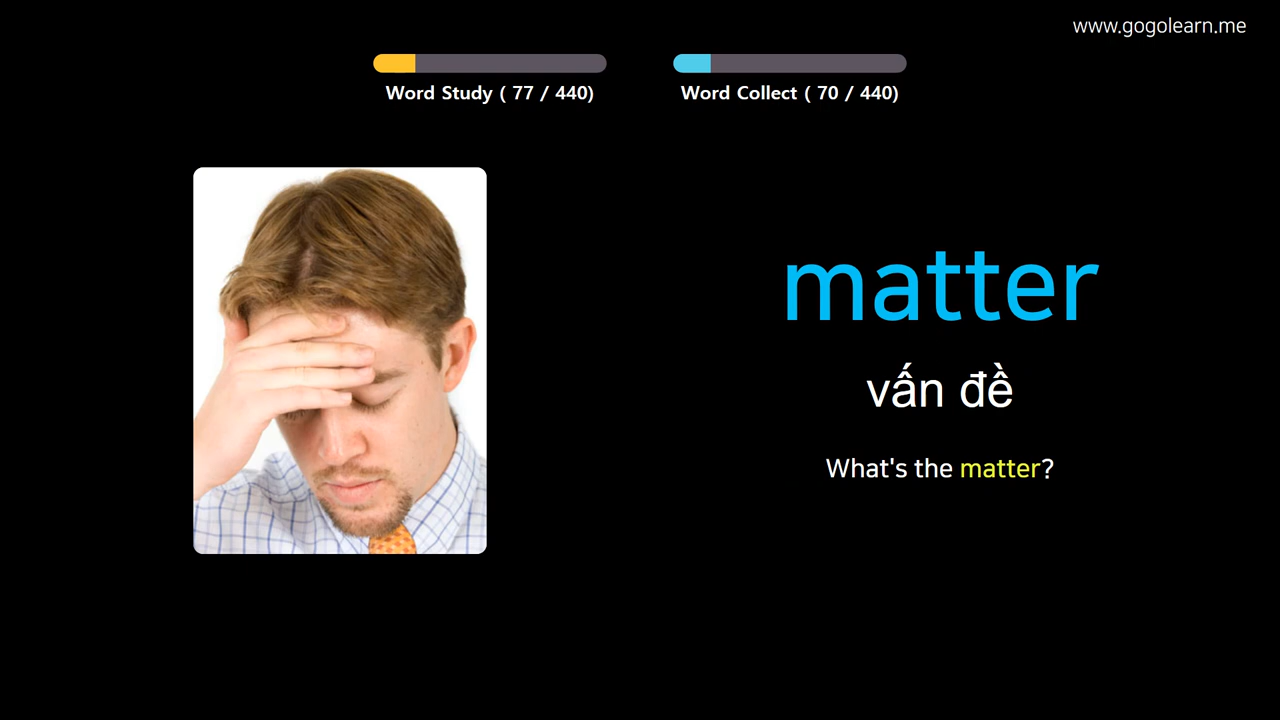 www.gogolearn.me
Word Study ( 77 / 440)
Word Collect ( 70 / 440)
matter
vấn đề
What's the matter?